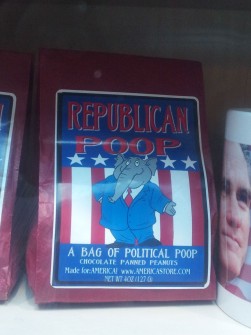 REPUBLICAN
POOP
A BAG OF POLITICAL POOP
CHOCOLATE PANNED PEANUTS
Made for:AMERICA! www.AMERICASTORE.COM
NET WT 4OZ (127 G)